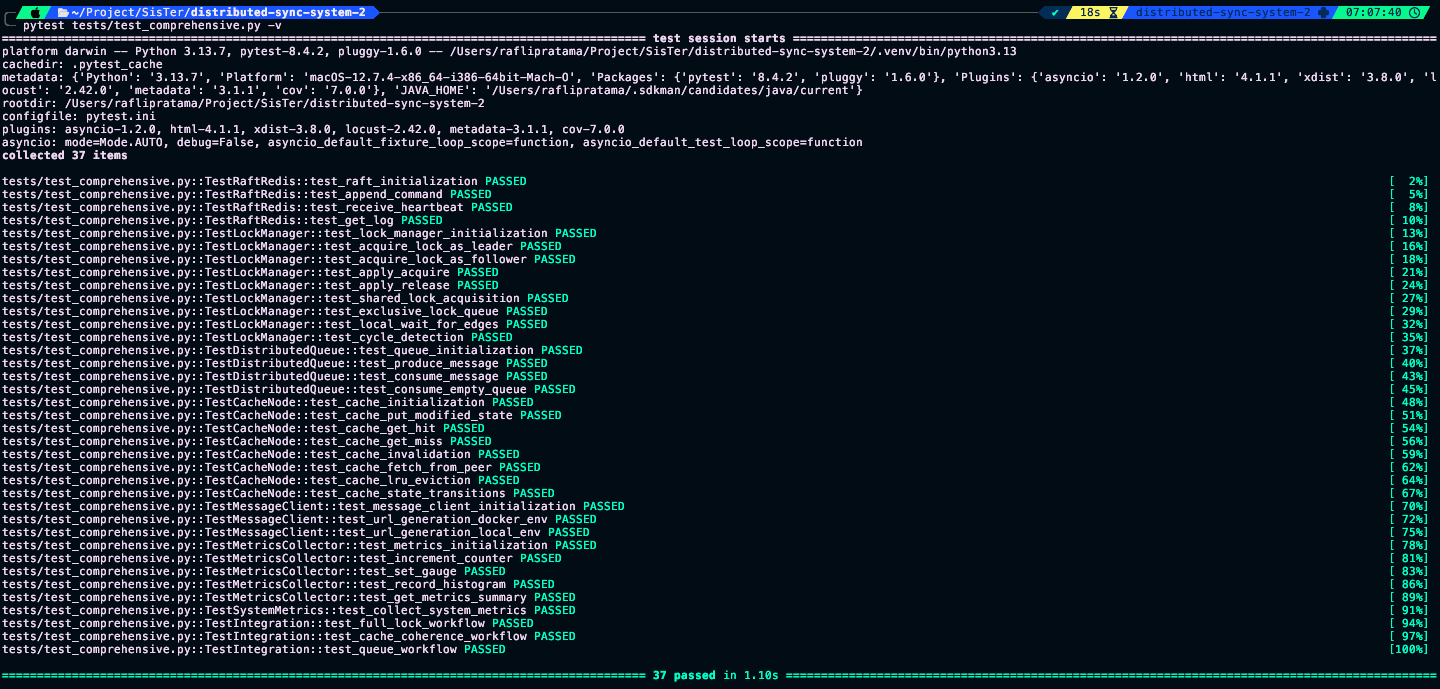 ~/Project/SisTer/distributed-sync-system-2 ✔ 18s distributed-sync-system-2 07:07:40
pytest tests/test_comprehensive.py -v
============================== test session starts ==============================
platform darwin -- Python 3.13.7, pytest-8.4.2, pluggy-1.6.0 -- /Users/raflipratama/Project/SisTer/distributed-sync-system-2/.venv/bin/python3.13
cachedir: .pytest_cache
metadata: {'Python': '3.13.7', 'Platform': 'macOS-12.7.4-x86_64-i386-64bit-Mach-O', 'Packages': {'pytest': '8.4.2', 'pluggy': '1.6.0'}, 'Plugins': {'asyncio': '1.2.0', 'html': '4.1.1', 'xdist': '3.8.0', 'l
ocust': '2.42.0', 'metadata': '3.1.1', 'cov': '7.0.0'}, 'JAVA_HOME': '/Users/raflipratama/.sdkman/candidates/java/current'}
rootdir: /Users/raflipratama/Project/SisTer/distributed-sync-system-2
configfile: pytest.ini
plugins: asyncio-1.2.0, html-4.1.1, xdist-3.8.0, locust-2.42.0, metadata-3.1.1, cov-7.0.0
asyncio: mode=Mode.AUTO, debug=False, asyncio_default_fixture_loop_scope=function, asyncio_default_test_loop_scope=function
collected 37 items
tests/test_comprehensive.py::TestRaftRedis::test_raft_initialization PASSED [  2%]
tests/test_comprehensive.py::TestRaftRedis::test_append_command PASSED [  5%]
tests/test_comprehensive.py::TestRaftRedis::test_receive_heartbeat PASSED [  8%]
tests/test_comprehensive.py::TestRaftRedis::test_get_log PASSED [ 10%]
tests/test_comprehensive.py::TestLockManager::test_lock_manager_initialization PASSED [ 13%]
tests/test_comprehensive.py::TestLockManager::test_acquire_lock_as_leader PASSED [ 16%]
tests/test_comprehensive.py::TestLockManager::test_acquire_lock_as_follower PASSED [ 18%]
tests/test_comprehensive.py::TestLockManager::test_apply_acquire PASSED [ 21%]
tests/test_comprehensive.py::TestLockManager::test_apply_release PASSED [ 24%]
tests/test_comprehensive.py::TestLockManager::test_shared_lock_acquisition PASSED [ 27%]
tests/test_comprehensive.py::TestLockManager::test_exclusive_lock_queue PASSED [ 29%]
tests/test_comprehensive.py::TestLockManager::test_local_wait_for_edges PASSED [ 32%]
tests/test_comprehensive.py::TestLockManager::test_cycle_detection PASSED [ 35%]
tests/test_comprehensive.py::TestDistributedQueue::test_queue_initialization PASSED [ 37%]
tests/test_comprehensive.py::TestDistributedQueue::test_produce_message PASSED [ 40%]
tests/test_comprehensive.py::TestDistributedQueue::test_consume_message PASSED [ 43%]
tests/test_comprehensive.py::TestDistributedQueue::test_consume_empty_queue PASSED [ 45%]
tests/test_comprehensive.py::TestCacheNode::test_cache_initialization PASSED [ 48%]
tests/test_comprehensive.py::TestCacheNode::test_cache_put_modified_state PASSED [ 51%]
tests/test_comprehensive.py::TestCacheNode::test_cache_get_hit PASSED [ 54%]
tests/test_comprehensive.py::TestCacheNode::test_cache_get_miss PASSED [ 56%]
tests/test_comprehensive.py::TestCacheNode::test_cache_invalidation PASSED [ 59%]
tests/test_comprehensive.py::TestCacheNode::test_cache_fetch_from_peer PASSED [ 62%]
tests/test_comprehensive.py::TestCacheNode::test_cache_lru_eviction PASSED [ 64%]
tests/test_comprehensive.py::TestCacheNode::test_cache_state_transitions PASSED [ 67%]
tests/test_comprehensive.py::TestMessageClient::test_message_client_initialization PASSED [ 70%]
tests/test_comprehensive.py::TestMessageClient::test_url_generation_docker_env PASSED [ 72%]
tests/test_comprehensive.py::TestMessageClient::test_url_generation_local_env PASSED [ 75%]
tests/test_comprehensive.py::TestMetricsCollector::test_metrics_initialization PASSED [ 78%]
tests/test_comprehensive.py::TestMetricsCollector::test_increment_counter PASSED [ 81%]
tests/test_comprehensive.py::TestMetricsCollector::test_set_gauge PASSED [ 83%]
tests/test_comprehensive.py::TestMetricsCollector::test_record_histogram PASSED [ 86%]
tests/test_comprehensive.py::TestMetricsCollector::test_get_metrics_summary PASSED [ 89%]
tests/test_comprehensive.py::TestSystemMetrics::test_collect_system_metrics PASSED [ 91%]
tests/test_comprehensive.py::TestIntegration::test_full_lock_workflow PASSED [ 94%]
tests/test_comprehensive.py::TestIntegration::test_cache_coherence_workflow PASSED [ 97%]
tests/test_comprehensive.py::TestIntegration::test_queue_workflow PASSED [100%]
============================== 37 passed in 1.10s ==============================